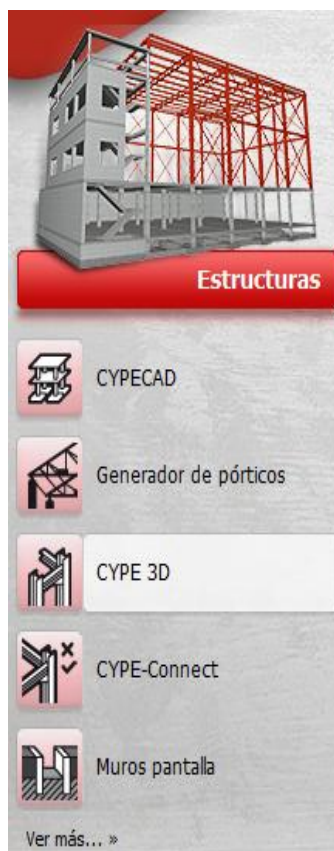 Estructuras
CYPECAD
Generador de pórticos
CYPE 3D
CYPE-Connect
Muros pantalla
Ver más... »